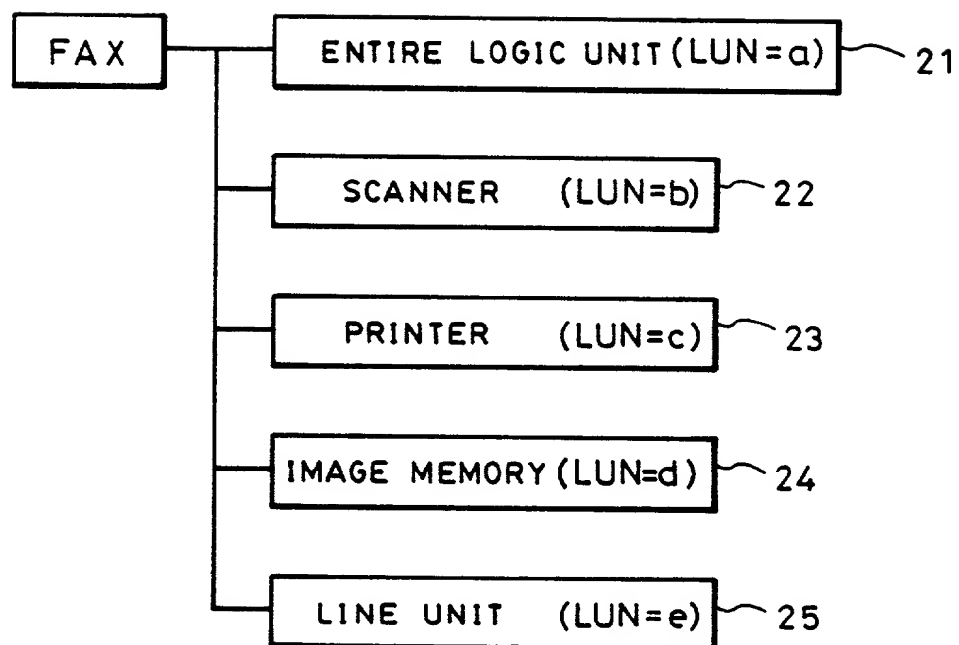 FAX
ENTIRE LOGIC UNIT (LUN=a) 21
SCANNER (LUN=b) 22
PRINTER (LUN=c) 23
IMAGE MEMORY (LUN=d) 24
LINE UNIT (LUN=e) 25